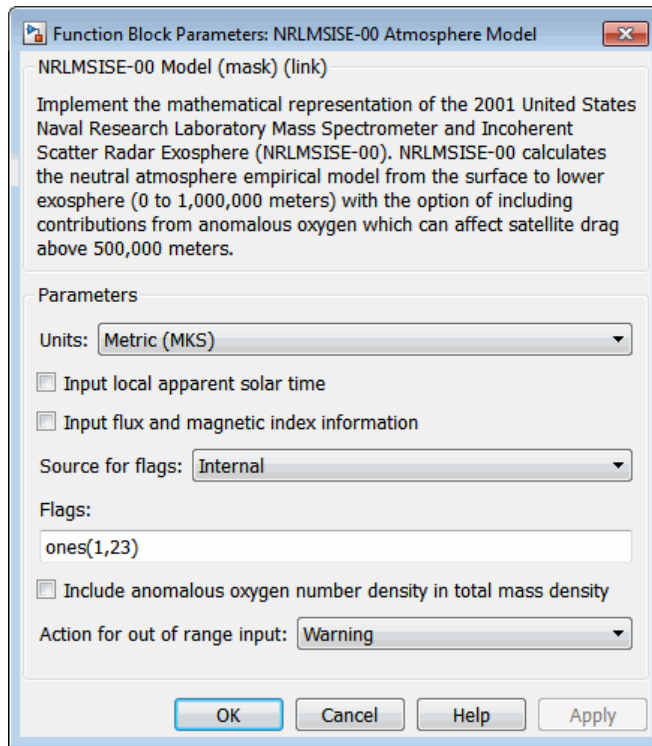 Function Block Parameters: NRLMSISE-00 Atmosphere Model
NRLMSISE-00 Model (mask) (link)
Implement the mathematical representation of the 2001 United States
Naval Research Laboratory Mass Spectrometer and Incoherent
Scatter Radar Exosphere (NRLMSISE-00). NRLMSISE-00 calculates
the neutral atmosphere empirical model from the surface to lower
exosphere (0 to 1,000,000 meters) with the option of including
contributions from anomalous oxygen which can affect satellite drag
above 500,000 meters.
Parameters
Units: Metric (MKS)
Input local apparent solar time
Input flux and magnetic index information
Source for flags: Internal
Flags:
ones(1,23)
Include anomalous oxygen number density in total mass density
Action for out of range input: Warning
OK Cancel Help Apply